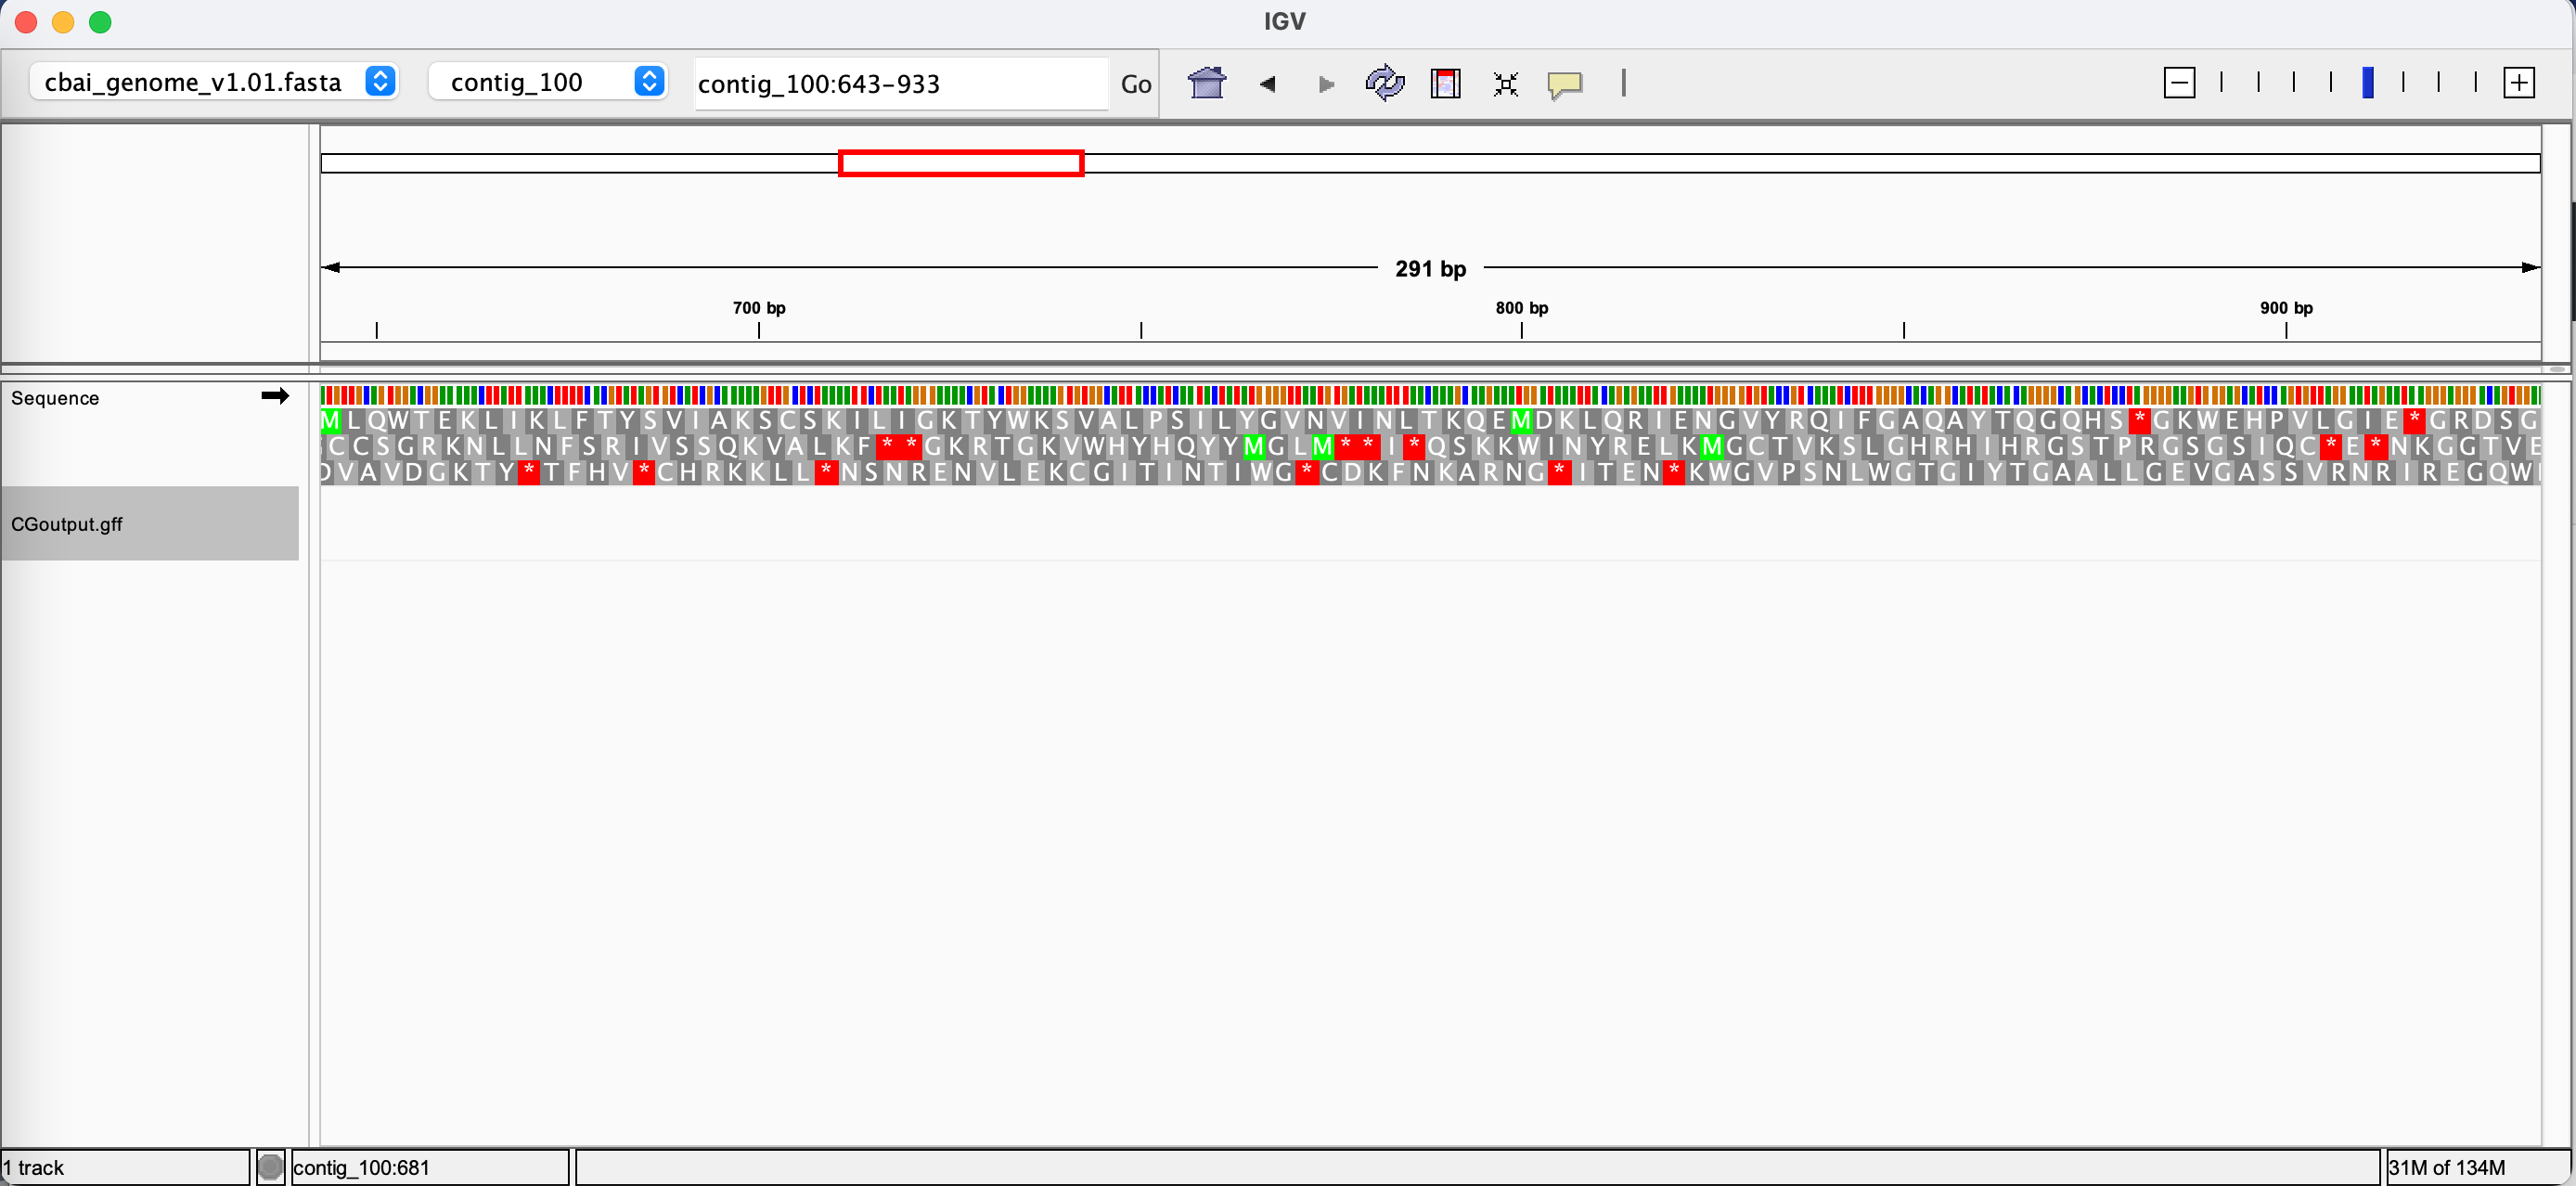 IGV
cbai_genome_v1.01.fasta contig_100 contig_100:643-933 Go
291 bp
700 bp 800 bp 900 bp
Sequence
MLQWTEKLIKLFTYSVIAKSCSKILIGKTYWKSVALPSILYGVNVINLTKQEMDKLQRIENGVYRQIFGAQAYTQGQHS*GKWEHPVLGIE*GRDSG
CCSGRKNLLNFSRIVSSQKVALKF**GKRTGKVWHYHQYYMGLM**I*QSKKWINYRELKMGCTVKSLGHRHIHRGSTPRGSGSIQC*E*NKGGTVE
DVAVDGKTY*TFHV*CHRKKLL*NSNRENVLEKCGITINTIWG*CDKFNKARNG*ITEN*KWGVPSNLWGTGIYTGAALLGEVGASSVRNRIREGQW
CGoutput.gff
1 track contig_100:681 31M of 134M